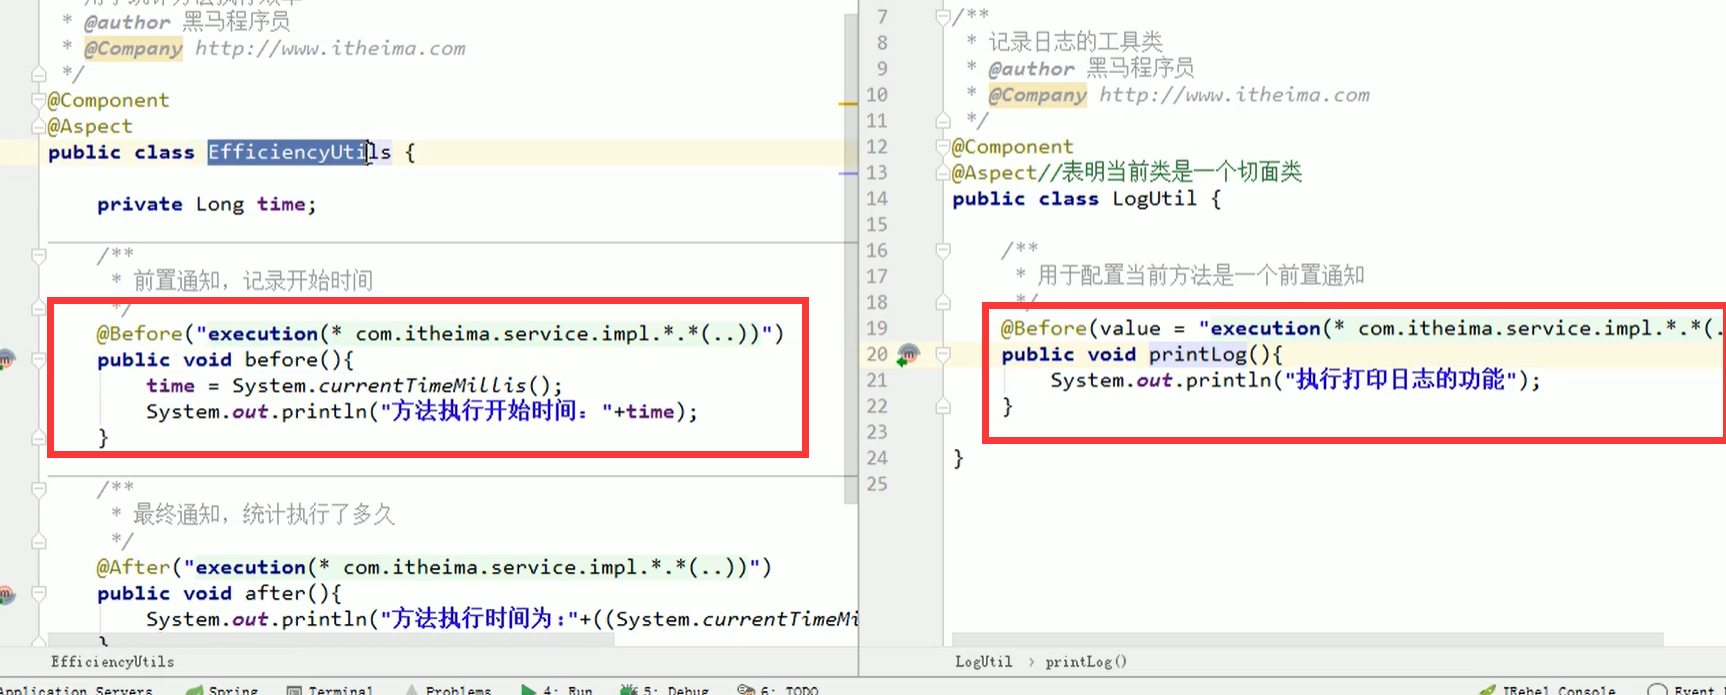 用于统计方法执行效率
* @author 黑马程序员
* @Company http://www.itheima.com
*/
@Component
@Aspect
public class EfficiencyUtils {
private Long time;
/**
* 前置通知，记录开始时间
*/
@Before("execution(* com.itheima.service.impl.*.*(..))")
public void before(){
time = System.currentTimeMillis();
System.out.println("方法执行开始时间："+time);
}
/**
* 最终通知，统计执行了多久
*/
@After("execution(* com.itheima.service.impl.*.*(..))")
public void after(){
System.out.println("方法执行时间为:"+((System.currentTimeMi
}
EfficiencyUtils
7 /**
8 * 记录日志的工具类
9 * @author 黑马程序员
10 * @Company http://www.itheima.com
11 */
12 @Component
13 @Aspect//表明当前类是一个切面类
14 public class LogUtil {
15
16 /**
17 * 用于配置当前方法是一个前置通知
18 */
19 @Before(value = "execution(* com.itheima.service.impl.*.*(.
20 public void printLog(){
21 System.out.println("执行打印日志的功能");
22 }
23
24 }
25
LogUtil › printLog()
Application Servers Spring Terminal Problems 4: Run 5: Debug 6: TODO JRebel Console Event